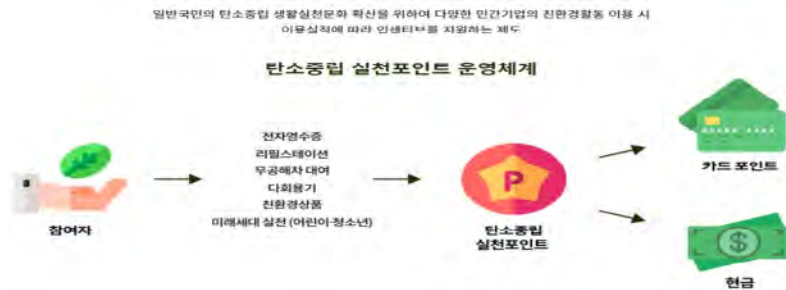 일반국민의 탄소중립 생활실천문화 확산을 위하여 다양한 민간기업의 친환경활동 이용 시
이용실적에 따라 인센티브를 지원하는 제도
탄소중립 실천포인트 운영체계
전자영수증
리필스테이션
무공해차 대여
다회용기
친환경상품
미래세대 실천 (어린이·청소년)
참여자
P
탄소중립
실천포인트
카드 포인트
$
현금